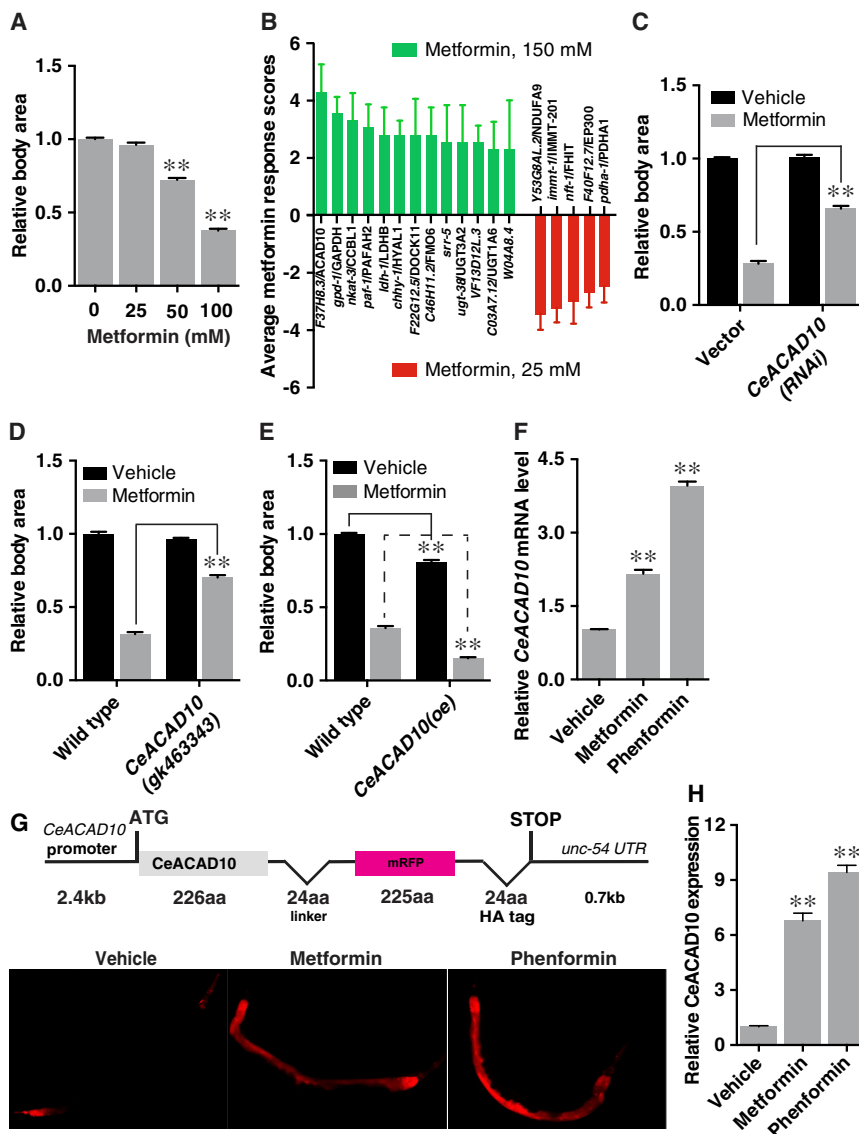 A
Relative body area
1.5
1.0
0.5
0.0
**
**
0 25 50 100
Metformin (mM)
B
Average metformin response scores
6
4
2
0
-2
-4
-6
Metformin, 150 mM
F37H8.3/ACAD10
gpd-1/GAPDH
nkat-3/CCBL1
paf-1/PAFAH2
ldh-1/LDHB
chhy-1/HYAL1
F22G12.5/DOCK11
C46H11.2/FMO6
srr-5
ugt-38/UGT3A2
VF13D12L.3
C03A7.12/UGT1A6
W04A8.4
Y53G8AL.2/NDUFA9
immt-1/IMMT-201
nft-1/FHIT
F40F12.7/EP300
pdha-1/PDHA1
Metformin, 25 mM
C
Relative body area
1.5
1.0
0.5
0.0
Vehicle
Metformin
**
Vector
CeACAD10
(RNAi)
D
Relative body area
1.5
1.0
0.5
0.0
Vehicle
Metformin
**
Wild type
CeACAD10
(gk463343)
E
Relative body area
1.5
1.0
0.5
0.0
Vehicle
Metformin
**
**
Wild type
CeACAD10(oe)
F
Relative CeACAD10 mRNA level
4.5
3.0
1.0
0.0
**
**
Vehicle
Metformin
Phenformin
G
CeACAD10
promoter
ATG
STOP
CeACAD10
mRFP
unc-54 UTR
2.4kb 226aa 24aa 225aa 24aa 0.7kb
linker HA tag
Vehicle Metformin Phenformin
H
Relative CeACAD10 expression
12
9
6
3
0
**
**
Vehicle
Metformin
Phenformin